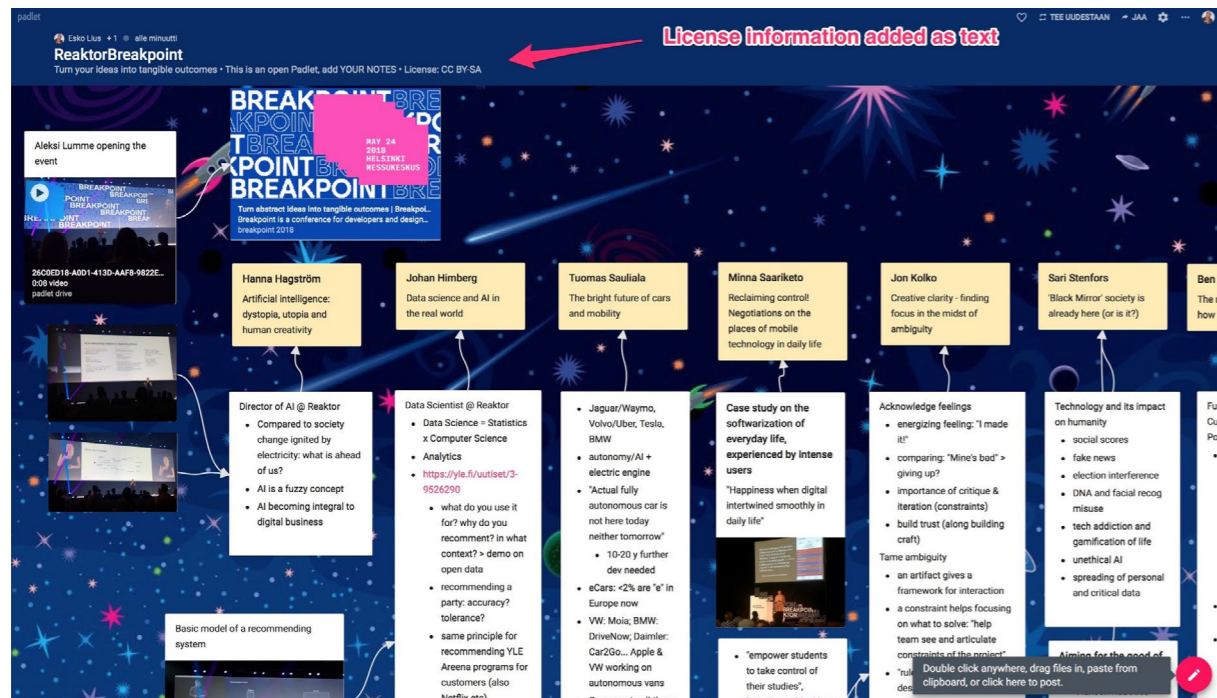 padlet
TEE UUDESTAAN
JAA
Esko Lius +1
alle minuutti
ReaktorBreakpoint
Turn your ideas into tangible outcomes • This is an open Padlet, add YOUR NOTES • License: CC BY-SA
License information added as text
Aleksi Lumme opening the
event
BREAKPOINT
26C0ED18-A0D1-413D-AAF8-9822E...
0:08 video
padlet drive
MAY 24
2018
HELSINKI
MESSUKESKUS
BREAKPOINT
Turn abstract ideas into tangible outcomes | Breakpoi...
Breakpoint is a conference for developers and design...
breakpoint 2018
Hanna Hagström
Artificial intelligence:
dystopia, utopia and
human creativity
Director of AI @ Reaktor
• Compared to society
change ignited by
electricity: what is ahead
of us?
• AI is a fuzzy concept
• AI becoming integral to
digital business
Basic model of a recommending
system
Johan Himberg
Data science and AI in
the real world
Data Scientist @ Reaktor
• Data Science = Statistics
x Computer Science
• Analytics
• https://yle.fi/uutiset/3-
9526290
• what do you use it
for? why do you
recomment? in what
context? > demo on
open data
• recommending a
party: accuracy?
tolerance?
• same principle for
recommending YLE
Areena programs for
customers (also
Netflix etc)
Tuomas Sauliala
The bright future of cars
and mobility
• Jaguar/Waymo,
Volvo/Uber, Tesla,
BMW
• autonomy/AI +
electric engine
• "Actual fully
autonomous car is
not here today
neither tomorrow"
• 10-20 y further
dev needed
• eCars: <2% are "e" in
Europe now
• VW: Moia; BMW:
DriveNow; Daimler:
Car2Go... Apple &
VW working on
autonomous vans
Minna Saariketo
Reclaiming control!
Negotiations on the
places of mobile
technology in daily life
Case study on the
softwarization of
everyday life,
experienced by intense
users
"Happiness when digital
intertwined smoothly in
daily life"
• "empower students
to take control of
their studies",
Jon Kolko
Creative clarity - finding
focus in the midst of
ambiguity
Acknowledge feelings
• energizing feeling: "I made
it!"
• comparing: "Mine's bad" >
giving up?
• importance of critique &
iteration (constraints)
• build trust (along building
craft)
Tame ambiguity
• an artifact gives a
framework for interaction
• a constraint helps focusing
on what to solve: "help
team see and articulate
constraints of the project"
Sari Stenfors
'Black Mirror' society is
already here (or is it?)
Technology and its impact
on humanity
• social scores
• fake news
• election interference
• DNA and facial recog
misuse
• tech addiction and
gamification of life
• unethical AI
• spreading of personal
and critical data
Aiming for the good of
Ben
how
Double click anywhere, drag files in, paste from
clipboard, or click here to post.